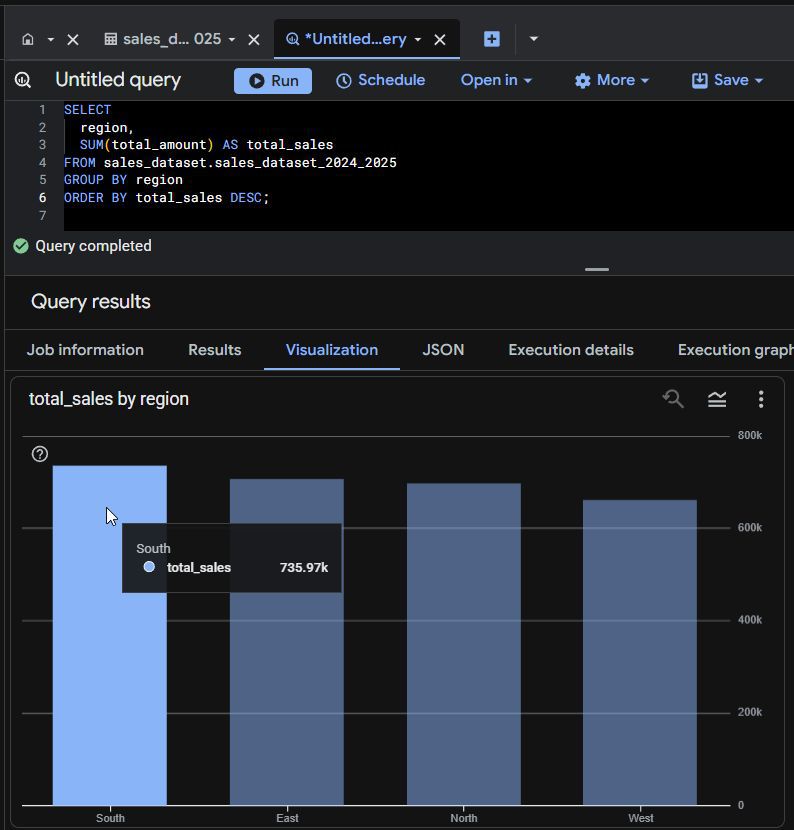 sales_d... 025
*Untitled...ery
Untitled query
Run
Schedule
Open in
More
Save
1 SELECT
2 region,
3 SUM(total_amount) AS total_sales
4 FROM sales_dataset.sales_dataset_2024_2025
5 GROUP BY region
6 ORDER BY total_sales DESC;
7
Query completed
Query results
Job information
Results
Visualization
JSON
Execution details
Execution graph
total_sales by region
800k
600k
400k
200k
0
South
total_sales 735.97k
South
East
North
West